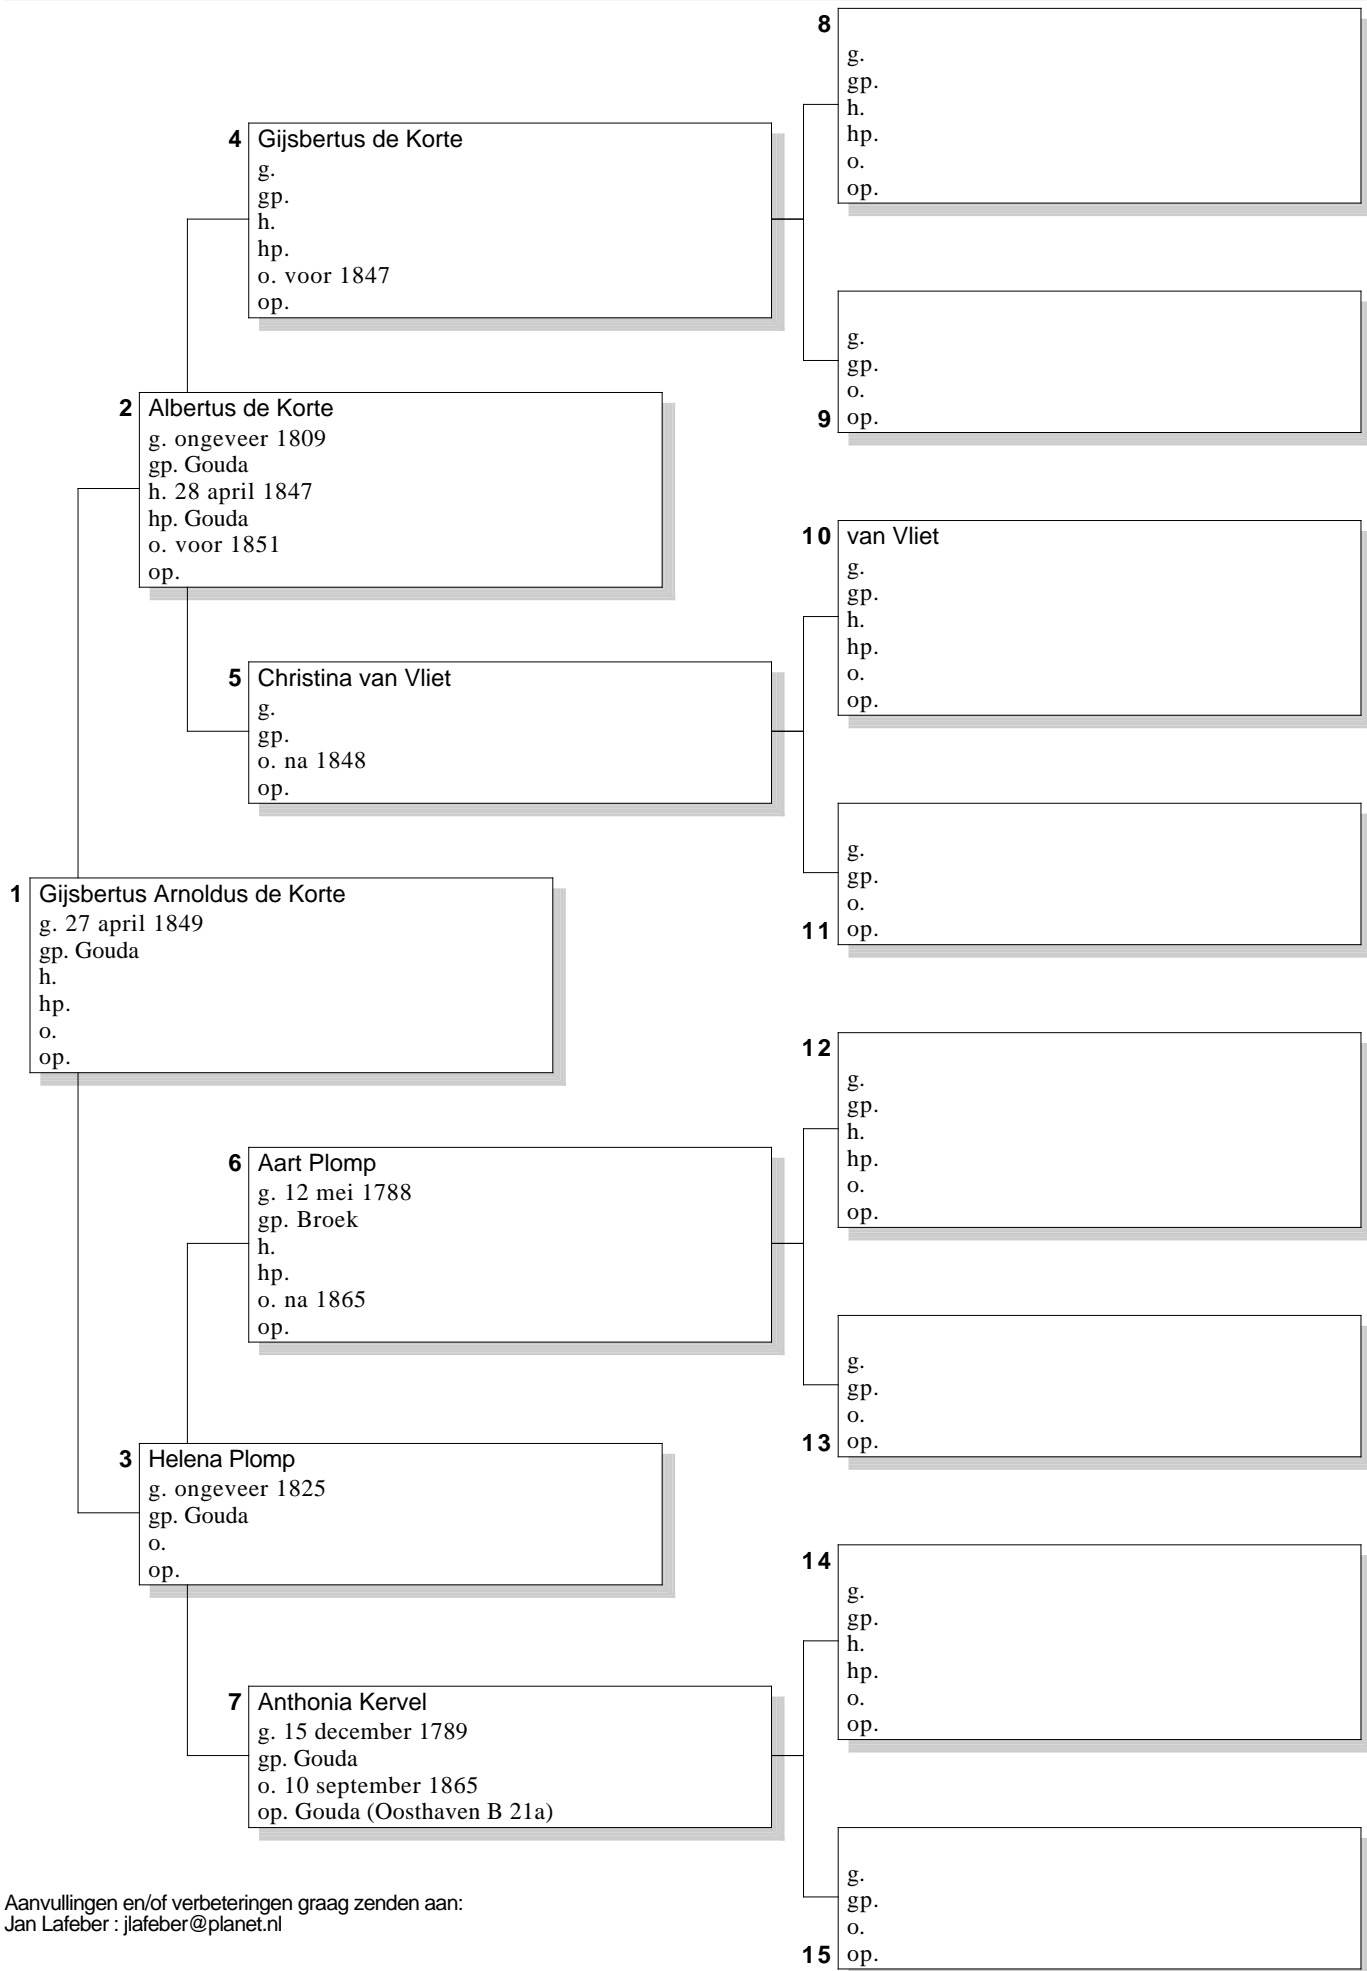 8
g.
gp.
h.
hp.
o.
op.
4 Gijsbertus de Korte
g.
gp.
h.
hp.
o. voor 1847
op.
g.
gp.
o.
9 op.
2 Albertus de Korte
g. ongeveer 1809
gp. Gouda
h. 28 april 1847
hp. Gouda
o. voor 1851
op.
10 van Vliet
g.
gp.
h.
hp.
o.
op.
5 Christina van Vliet
g.
gp.
o. na 1848
op.
g.
gp.
o.
11 op.
1 Gijsbertus Arnoldus de Korte
g. 27 april 1849
gp. Gouda
h.
hp.
o.
op.
12
g.
gp.
h.
hp.
o.
op.
6 Aart Plomp
g. 12 mei 1788
gp. Broek
h.
hp.
o. na 1865
op.
g.
gp.
o.
13 op.
3 Helena Plomp
g. ongeveer 1825
gp. Gouda
o.
op.
14
g.
gp.
h.
hp.
o.
op.
7 Anthonia Kervel
g. 15 december 1789
gp. Gouda
o. 10 september 1865
op. Gouda (Oosthaven B 21a)
g.
gp.
o.
15 op.
Aanvullingen en/of verbeteringen graag zenden aan:
Jan Lafeber : jlafeber@planet.nl